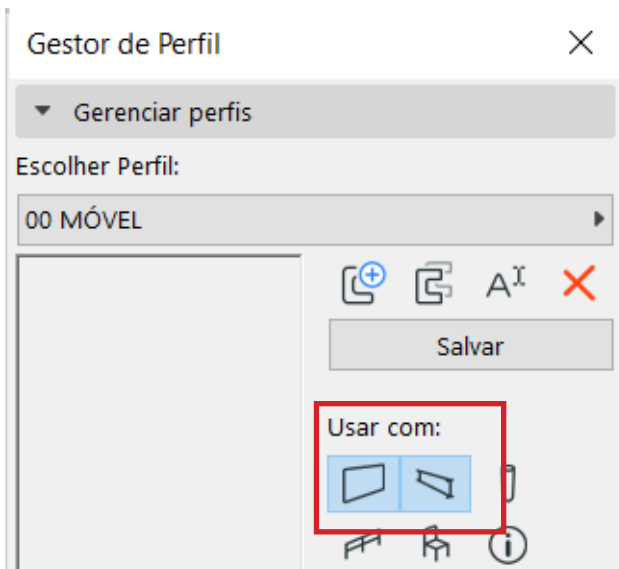 Gestor de Perfil
Gerenciar perfis
Escolher Perfil:
00 MÓVEL
Salvar
Usar com: